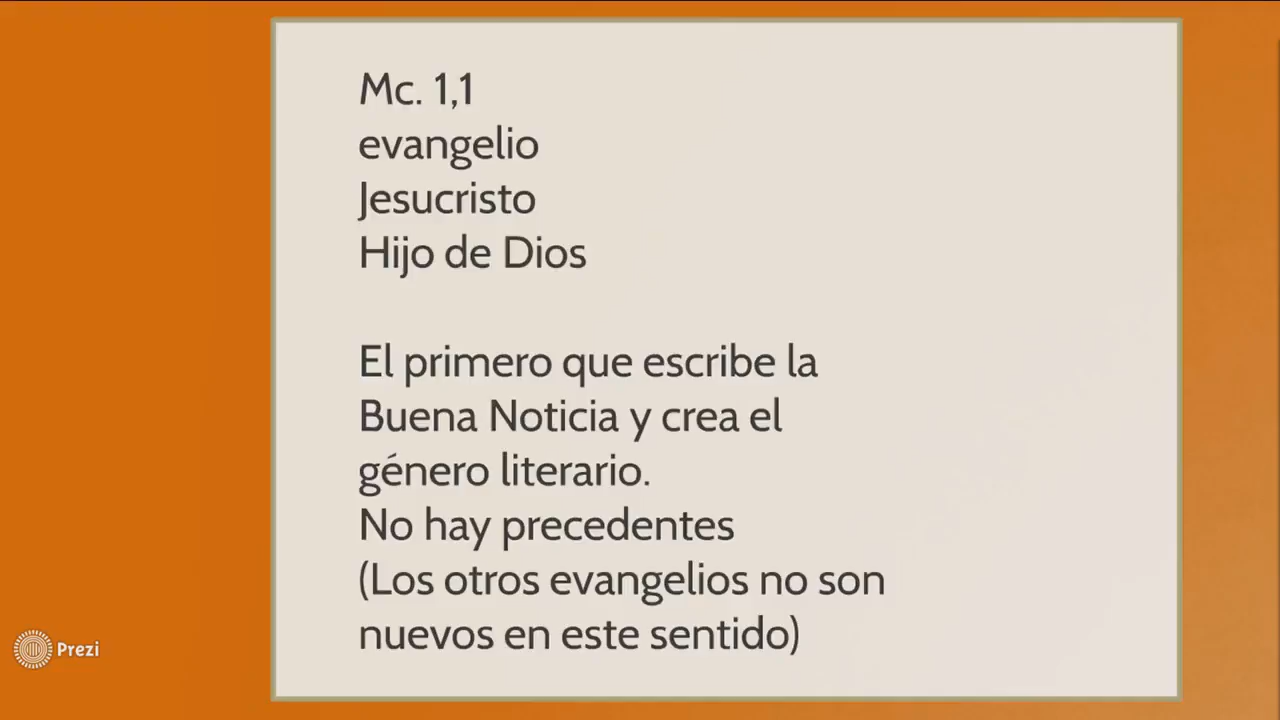 Mc. 1,1
evangelio
Jesucristo
Hijo de Dios
El primero que escribe la
Buena Noticia y crea el
género literario.
No hay precedentes
(Los otros evangelios no son
nuevos en este sentido)
Prezi